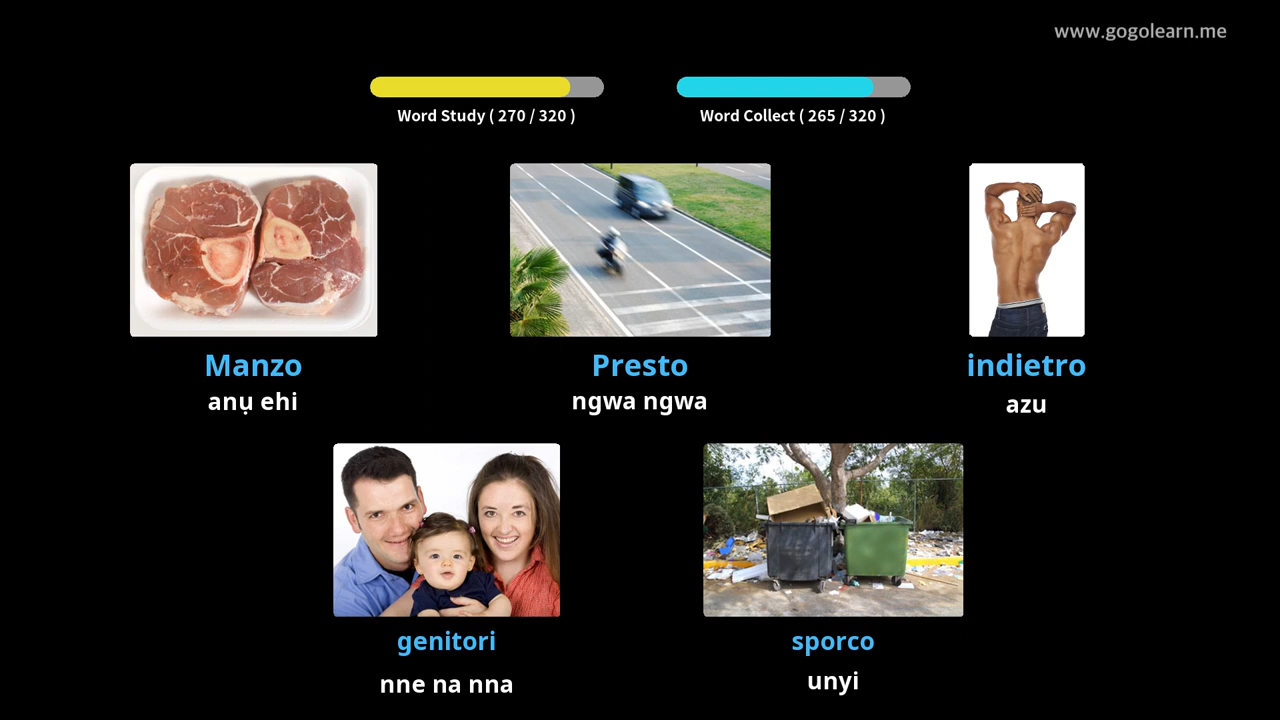 www.gogolearn.me
Word Study ( 270 / 320 )
Word Collect ( 265 / 320 )
Manzo
anụ ehi
Presto
ngwa ngwa
indietro
azu
genitori
nne na nna
sporco
unyi